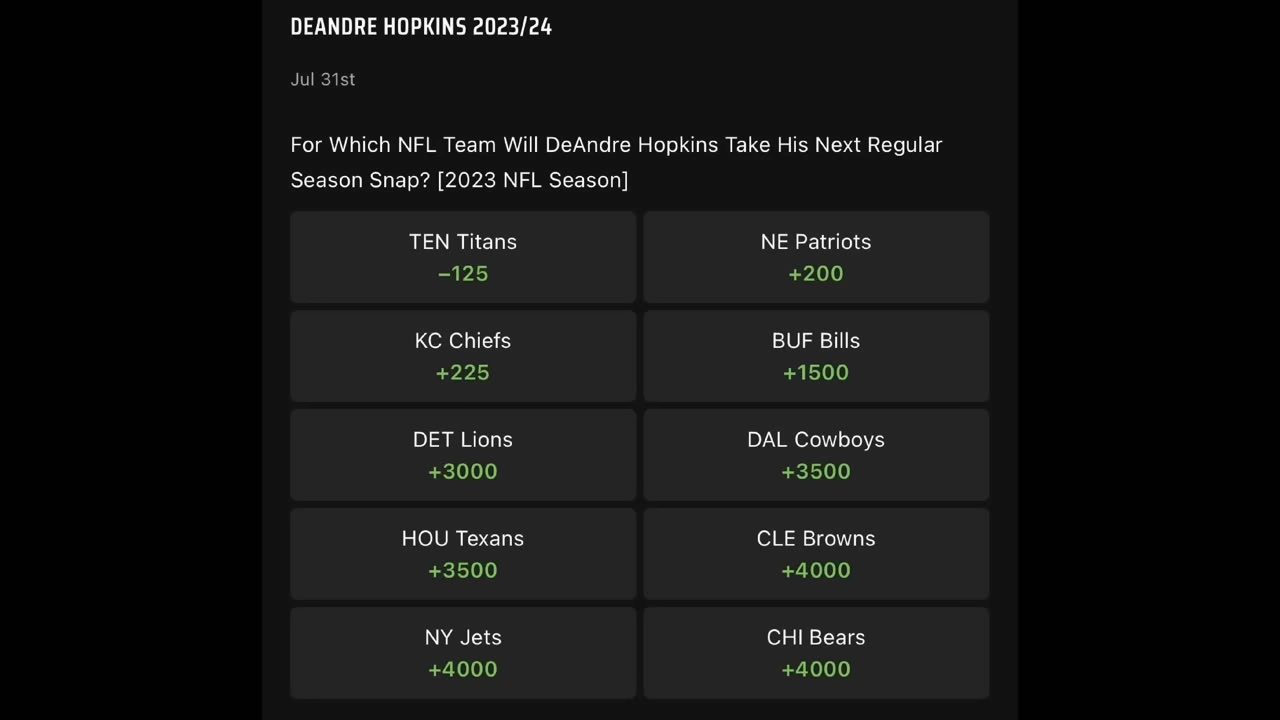 DEANDRE HOPKINS 2023/24
Jul 31st
For Which NFL Team Will DeAndre Hopkins Take His Next Regular
Season Snap? [2023 NFL Season]
TEN Titans
−125
NE Patriots
+200
KC Chiefs
+225
BUF Bills
+1500
DET Lions
+3000
DAL Cowboys
+3500
HOU Texans
+3500
CLE Browns
+4000
NY Jets
+4000
CHI Bears
+4000